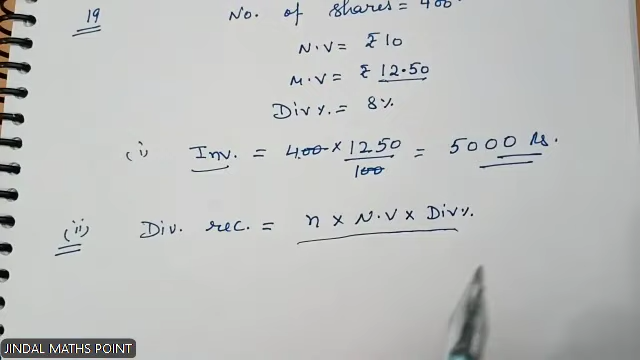 19
No. of shares = 400
N.V = ₹ 10
M.V = ₹ 12.50
Div %. = 8 %
(i) Inv. = 400 × 1250 / 100 = 5000 Rs.
(ii) Div. rec. = n × N.V × Div %.
JINDAL MATHS POINT